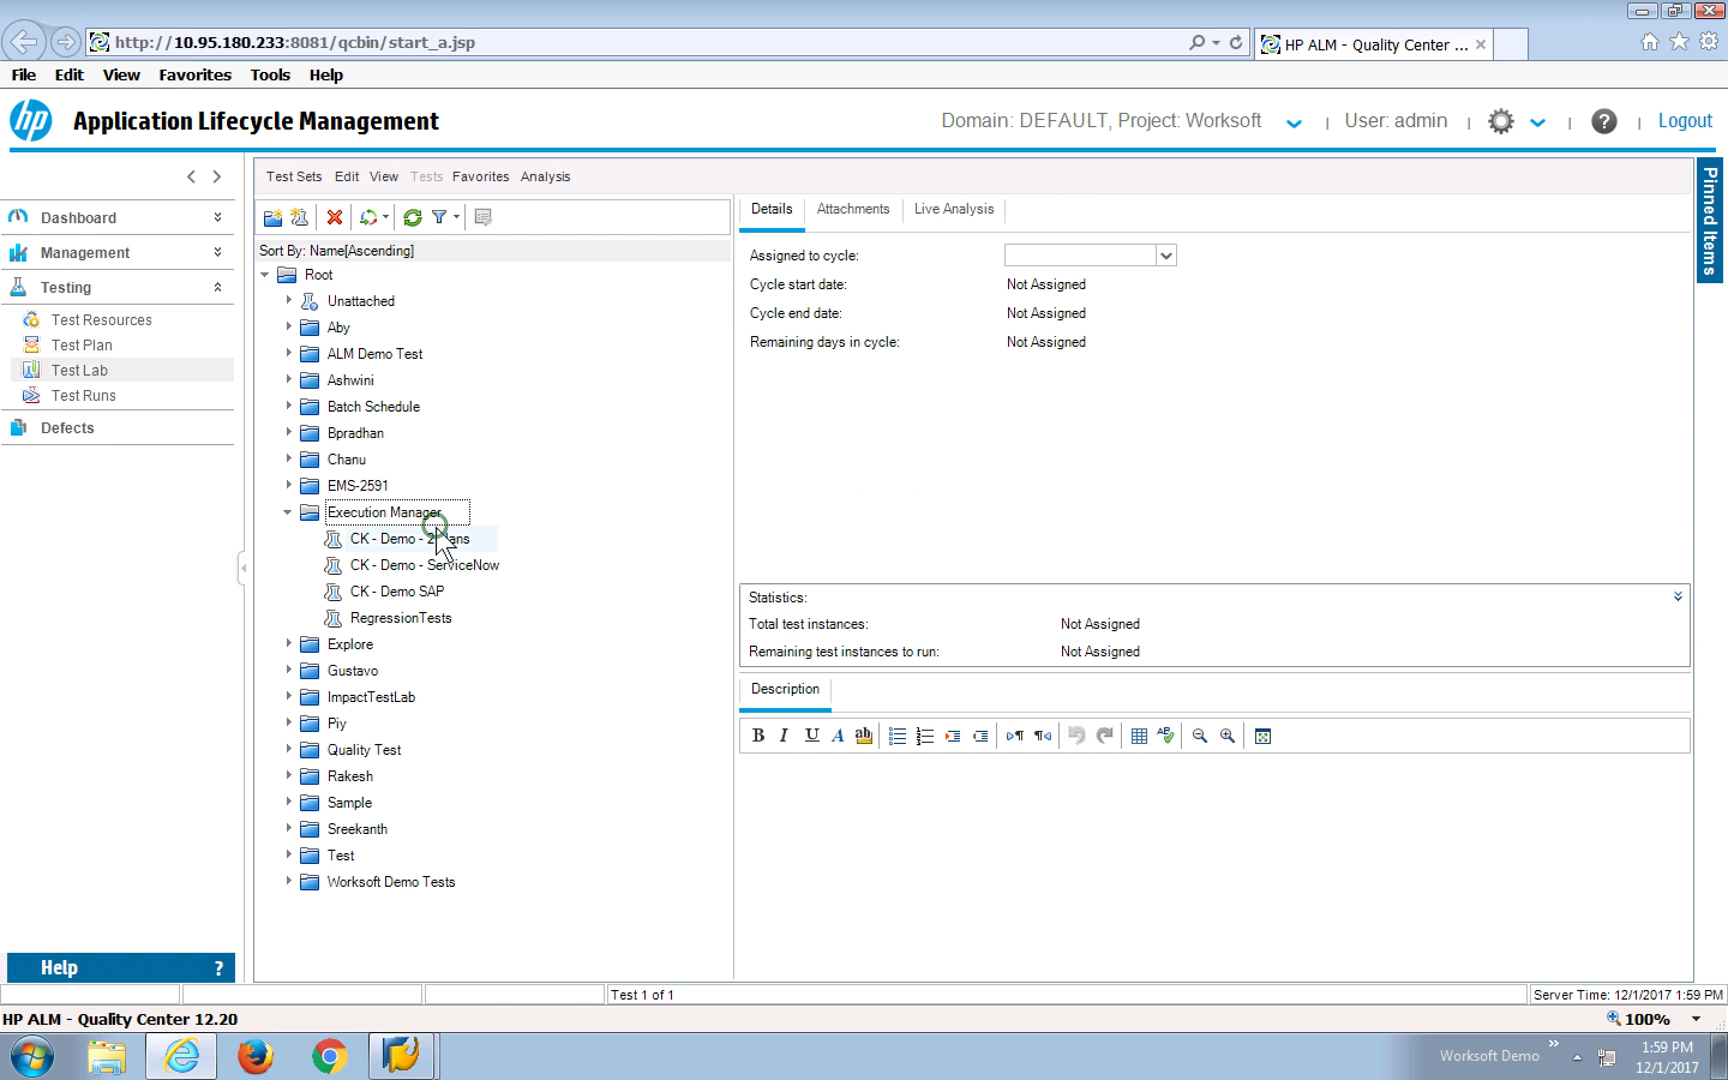 http://10.95.180.233:8081/qcbin/start_a.jsp
HP ALM - Quality Center ...
File Edit View Favorites Tools Help
hp Application Lifecycle Management
Domain: DEFAULT, Project: Worksoft | User: admin | | ? | Logout
Pinned Items
Dashboard
Management
Testing
Test Resources
Test Plan
Test Lab
Test Runs
Defects
Help ?
Test Sets Edit View Tests Favorites Analysis
Sort By: Name[Ascending]
Root
Unattached
Aby
ALM Demo Test
Ashwini
Batch Schedule
Bpradhan
Chanu
EMS-2591
Execution Manager
CK - Demo - 2
CK - Demo - ServiceNow
CK - Demo SAP
RegressionTests
Explore
Gustavo
ImpactTestLab
Piy
Quality Test
Rakesh
Sample
Sreekanth
Test
Worksoft Demo Tests
Details Attachments Live Analysis
Assigned to cycle:
Cycle start date: Not Assigned
Cycle end date: Not Assigned
Remaining days in cycle: Not Assigned
Statistics:
Total test instances: Not Assigned
Remaining test instances to run: Not Assigned
Description
B I U A ab
Test 1 of 1
Server Time: 12/1/2017 1:59 PM
HP ALM - Quality Center 12.20
100%
Worksoft Demo
1:59 PM
12/1/2017